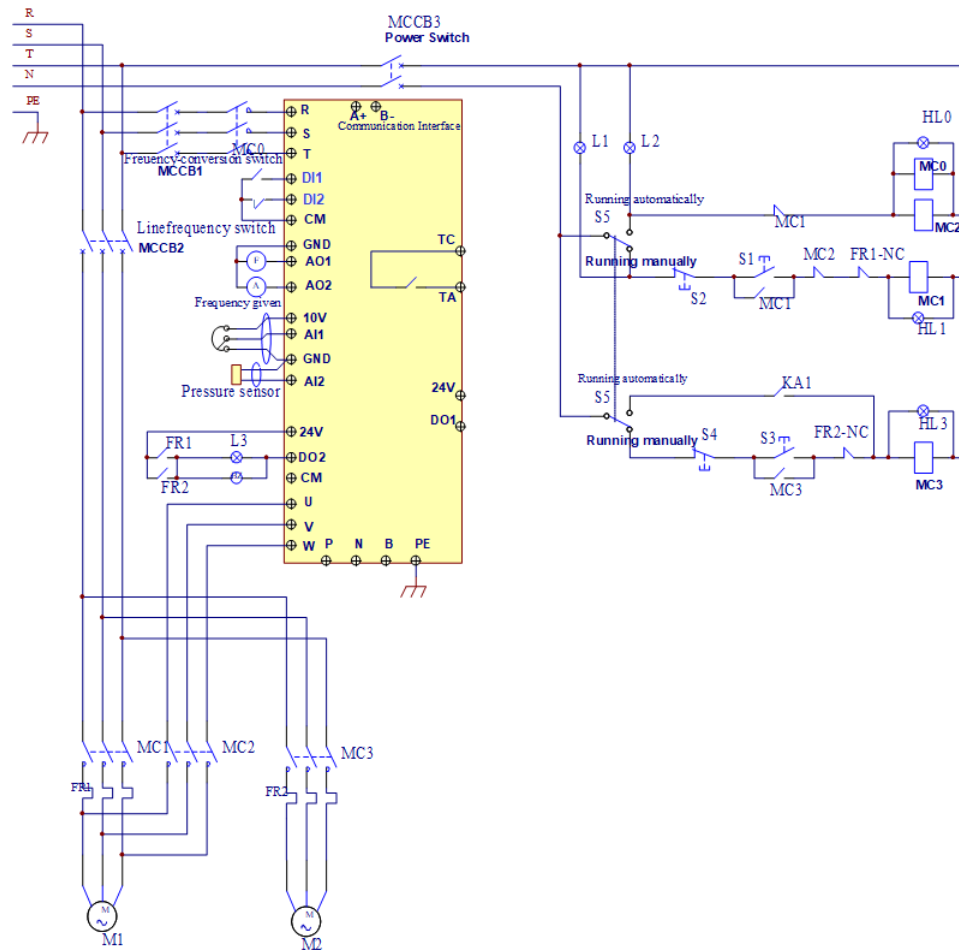 R
S
T
N
PE
MCCB3
Power Switch
A+
B-
Communication Interface
R
S
T
MC0
Freuency-conversion switch
MCCB1
DI1
DI2
CM
Linefrequency switch
MCCB2
GND
AO1
AO2
F
A
Frequency given
10V
AI1
GND
AI2
Pressure sensor
TC
TA
24V
DO1
24V
DO2
CM
FR1
L3
FR2
U
V
W
P
N
B
PE
L1
L2
HL0
MC0
MC2
Running automatically
S5
MC1
Running manually
S2
S1
MC1
MC2
FR1-NC
MC1
HL1
Running automatically
S5
KA1
Running manually
S4
S3
MC3
FR2-NC
HL3
MC3
MC1
MC2
MC3
FR1
FR2
M
M1
M
M2